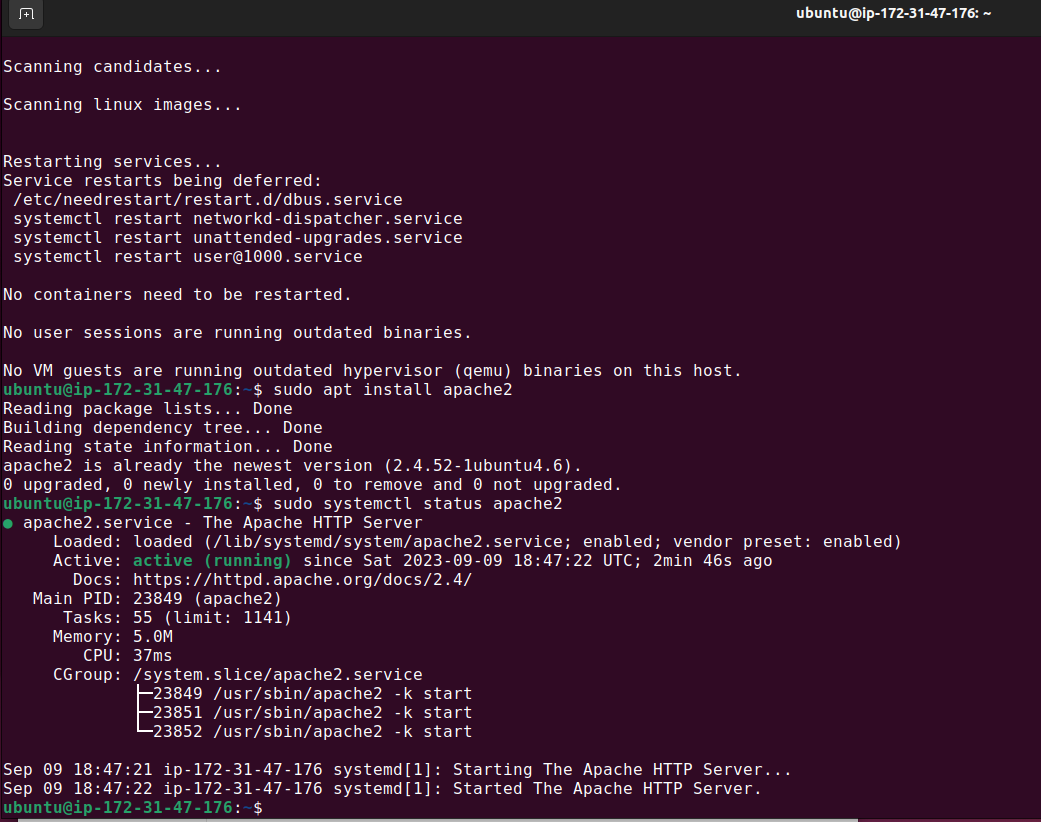 ubuntu@ip-172-31-47-176: ~
Scanning candidates...
Scanning linux images...
Restarting services...
Service restarts being deferred:
 /etc/needrestart/restart.d/dbus.service
 systemctl restart networkd-dispatcher.service
 systemctl restart unattended-upgrades.service
 systemctl restart user@1000.service
No containers need to be restarted.
No user sessions are running outdated binaries.
No VM guests are running outdated hypervisor (qemu) binaries on this host.
ubuntu@ip-172-31-47-176:~$ sudo apt install apache2
Reading package lists... Done
Building dependency tree... Done
Reading state information... Done
apache2 is already the newest version (2.4.52-1ubuntu4.6).
0 upgraded, 0 newly installed, 0 to remove and 0 not upgraded.
ubuntu@ip-172-31-47-176:~$ sudo systemctl status apache2
● apache2.service - The Apache HTTP Server
     Loaded: loaded (/lib/systemd/system/apache2.service; enabled; vendor preset: enabled)
     Active: active (running) since Sat 2023-09-09 18:47:22 UTC; 2min 46s ago
       Docs: https://httpd.apache.org/docs/2.4/
   Main PID: 23849 (apache2)
      Tasks: 55 (limit: 1141)
     Memory: 5.0M
        CPU: 37ms
     CGroup: /system.slice/apache2.service
             ├─23849 /usr/sbin/apache2 -k start
             ├─23851 /usr/sbin/apache2 -k start
             └─23852 /usr/sbin/apache2 -k start
Sep 09 18:47:21 ip-172-31-47-176 systemd[1]: Starting The Apache HTTP Server...
Sep 09 18:47:22 ip-172-31-47-176 systemd[1]: Started The Apache HTTP Server.
ubuntu@ip-172-31-47-176:~$